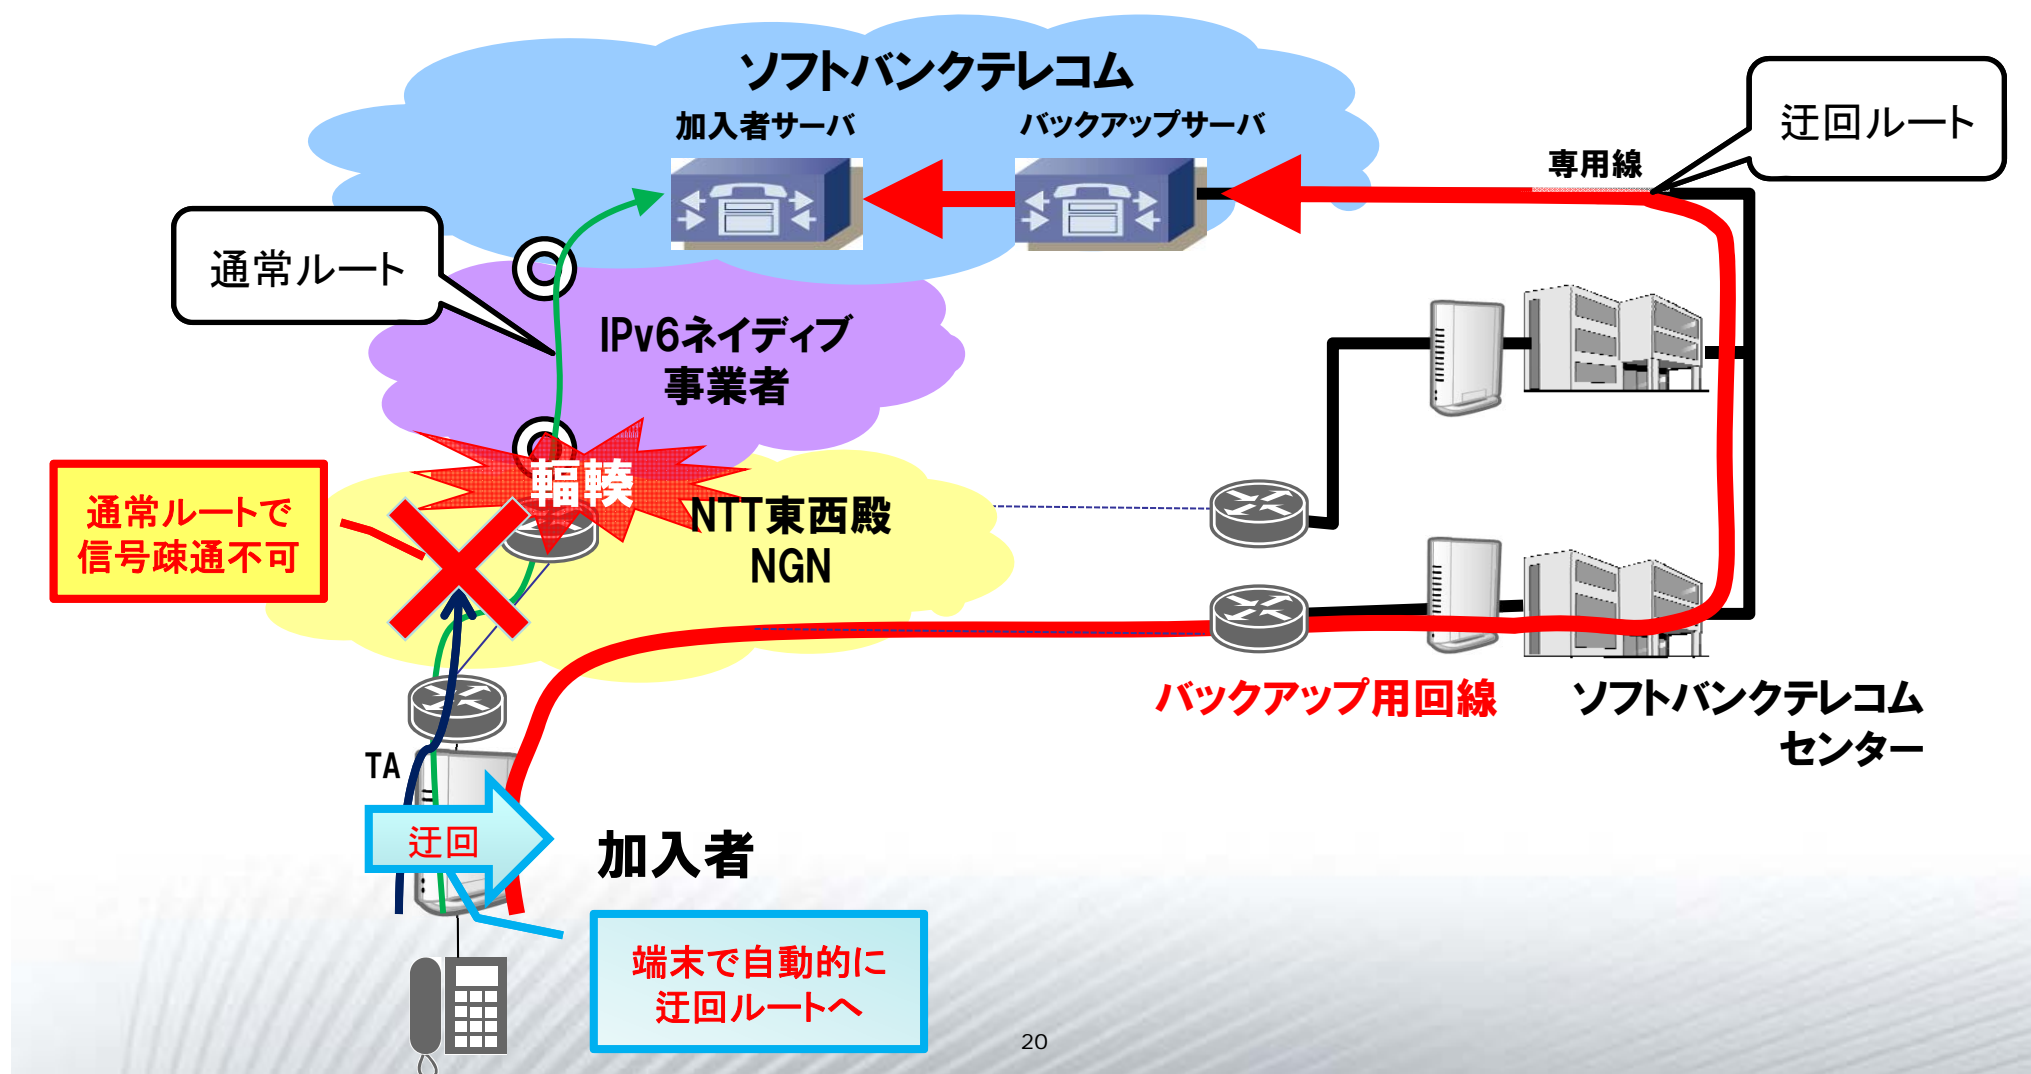 ソフトバンクテレコム
加入者サーバ
バックアップサーバ
迂回ルート
専用線
通常ルート
IPv6ネイディブ
事業者
輻輳
通常ルートで
信号疎通不可
NTT東西殿
NGN
バックアップ用回線
ソフトバンクテレコム
センター
TA
迂回
加入者
端末で自動的に
迂回ルートへ
20